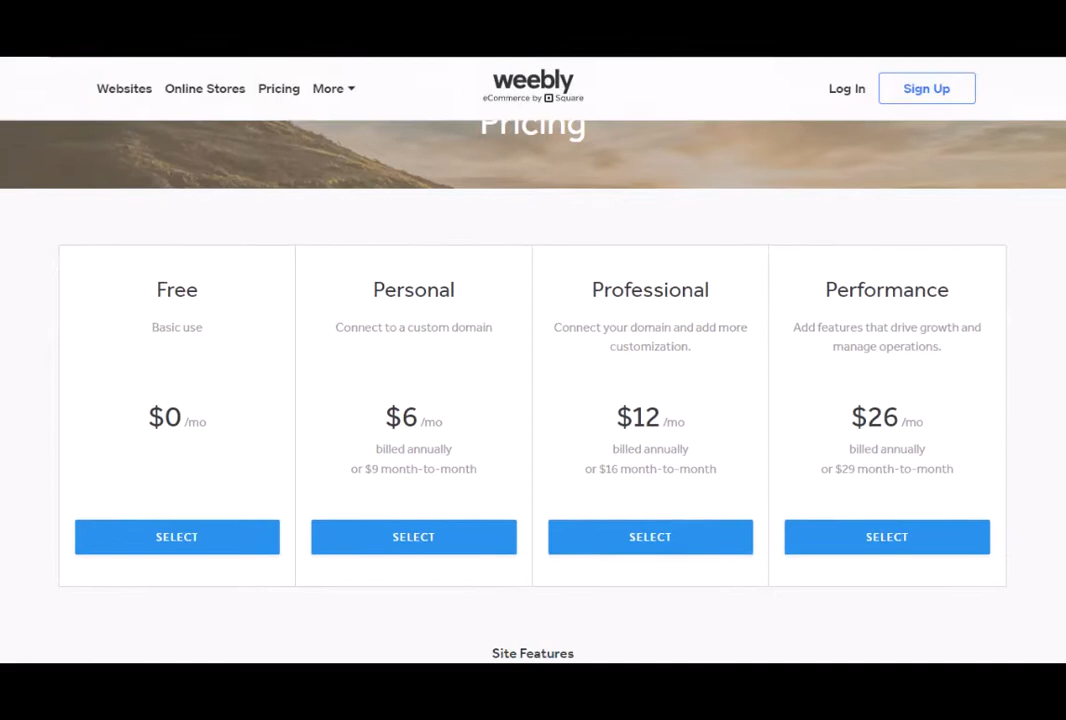 Websites Online Stores Pricing More
weebly
eCommerce by Square
Log In Sign Up
Pricing
Free
Basic use
$0 /mo
SELECT
Personal
Connect to a custom domain
$6 /mo
billed annually
or $9 month-to-month
SELECT
Professional
Connect your domain and add more
customization.
$12 /mo
billed annually
or $16 month-to-month
SELECT
Performance
Add features that drive growth and
manage operations.
$26 /mo
billed annually
or $29 month-to-month
SELECT
Site Features